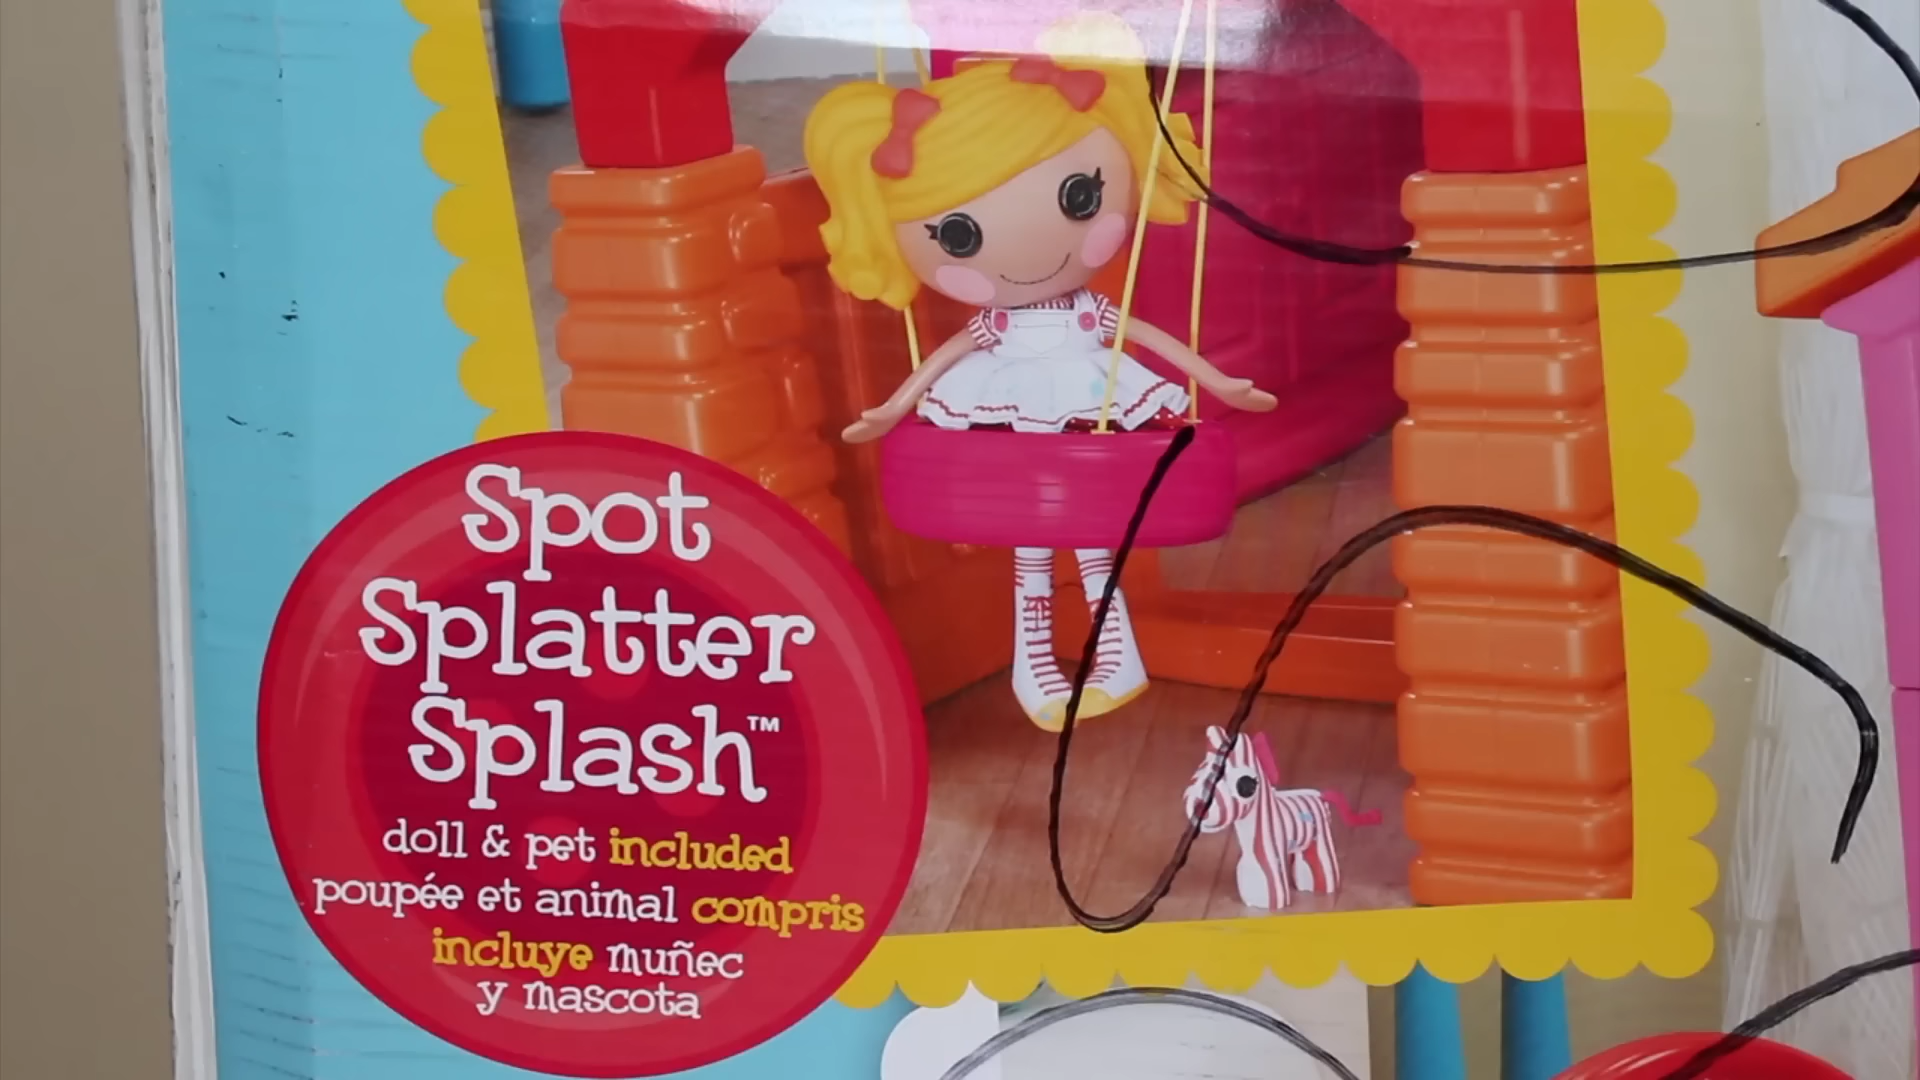 Spot
Splatter
Splash™
doll & pet included
poupée et animal compris
incluye muñec
y mascota